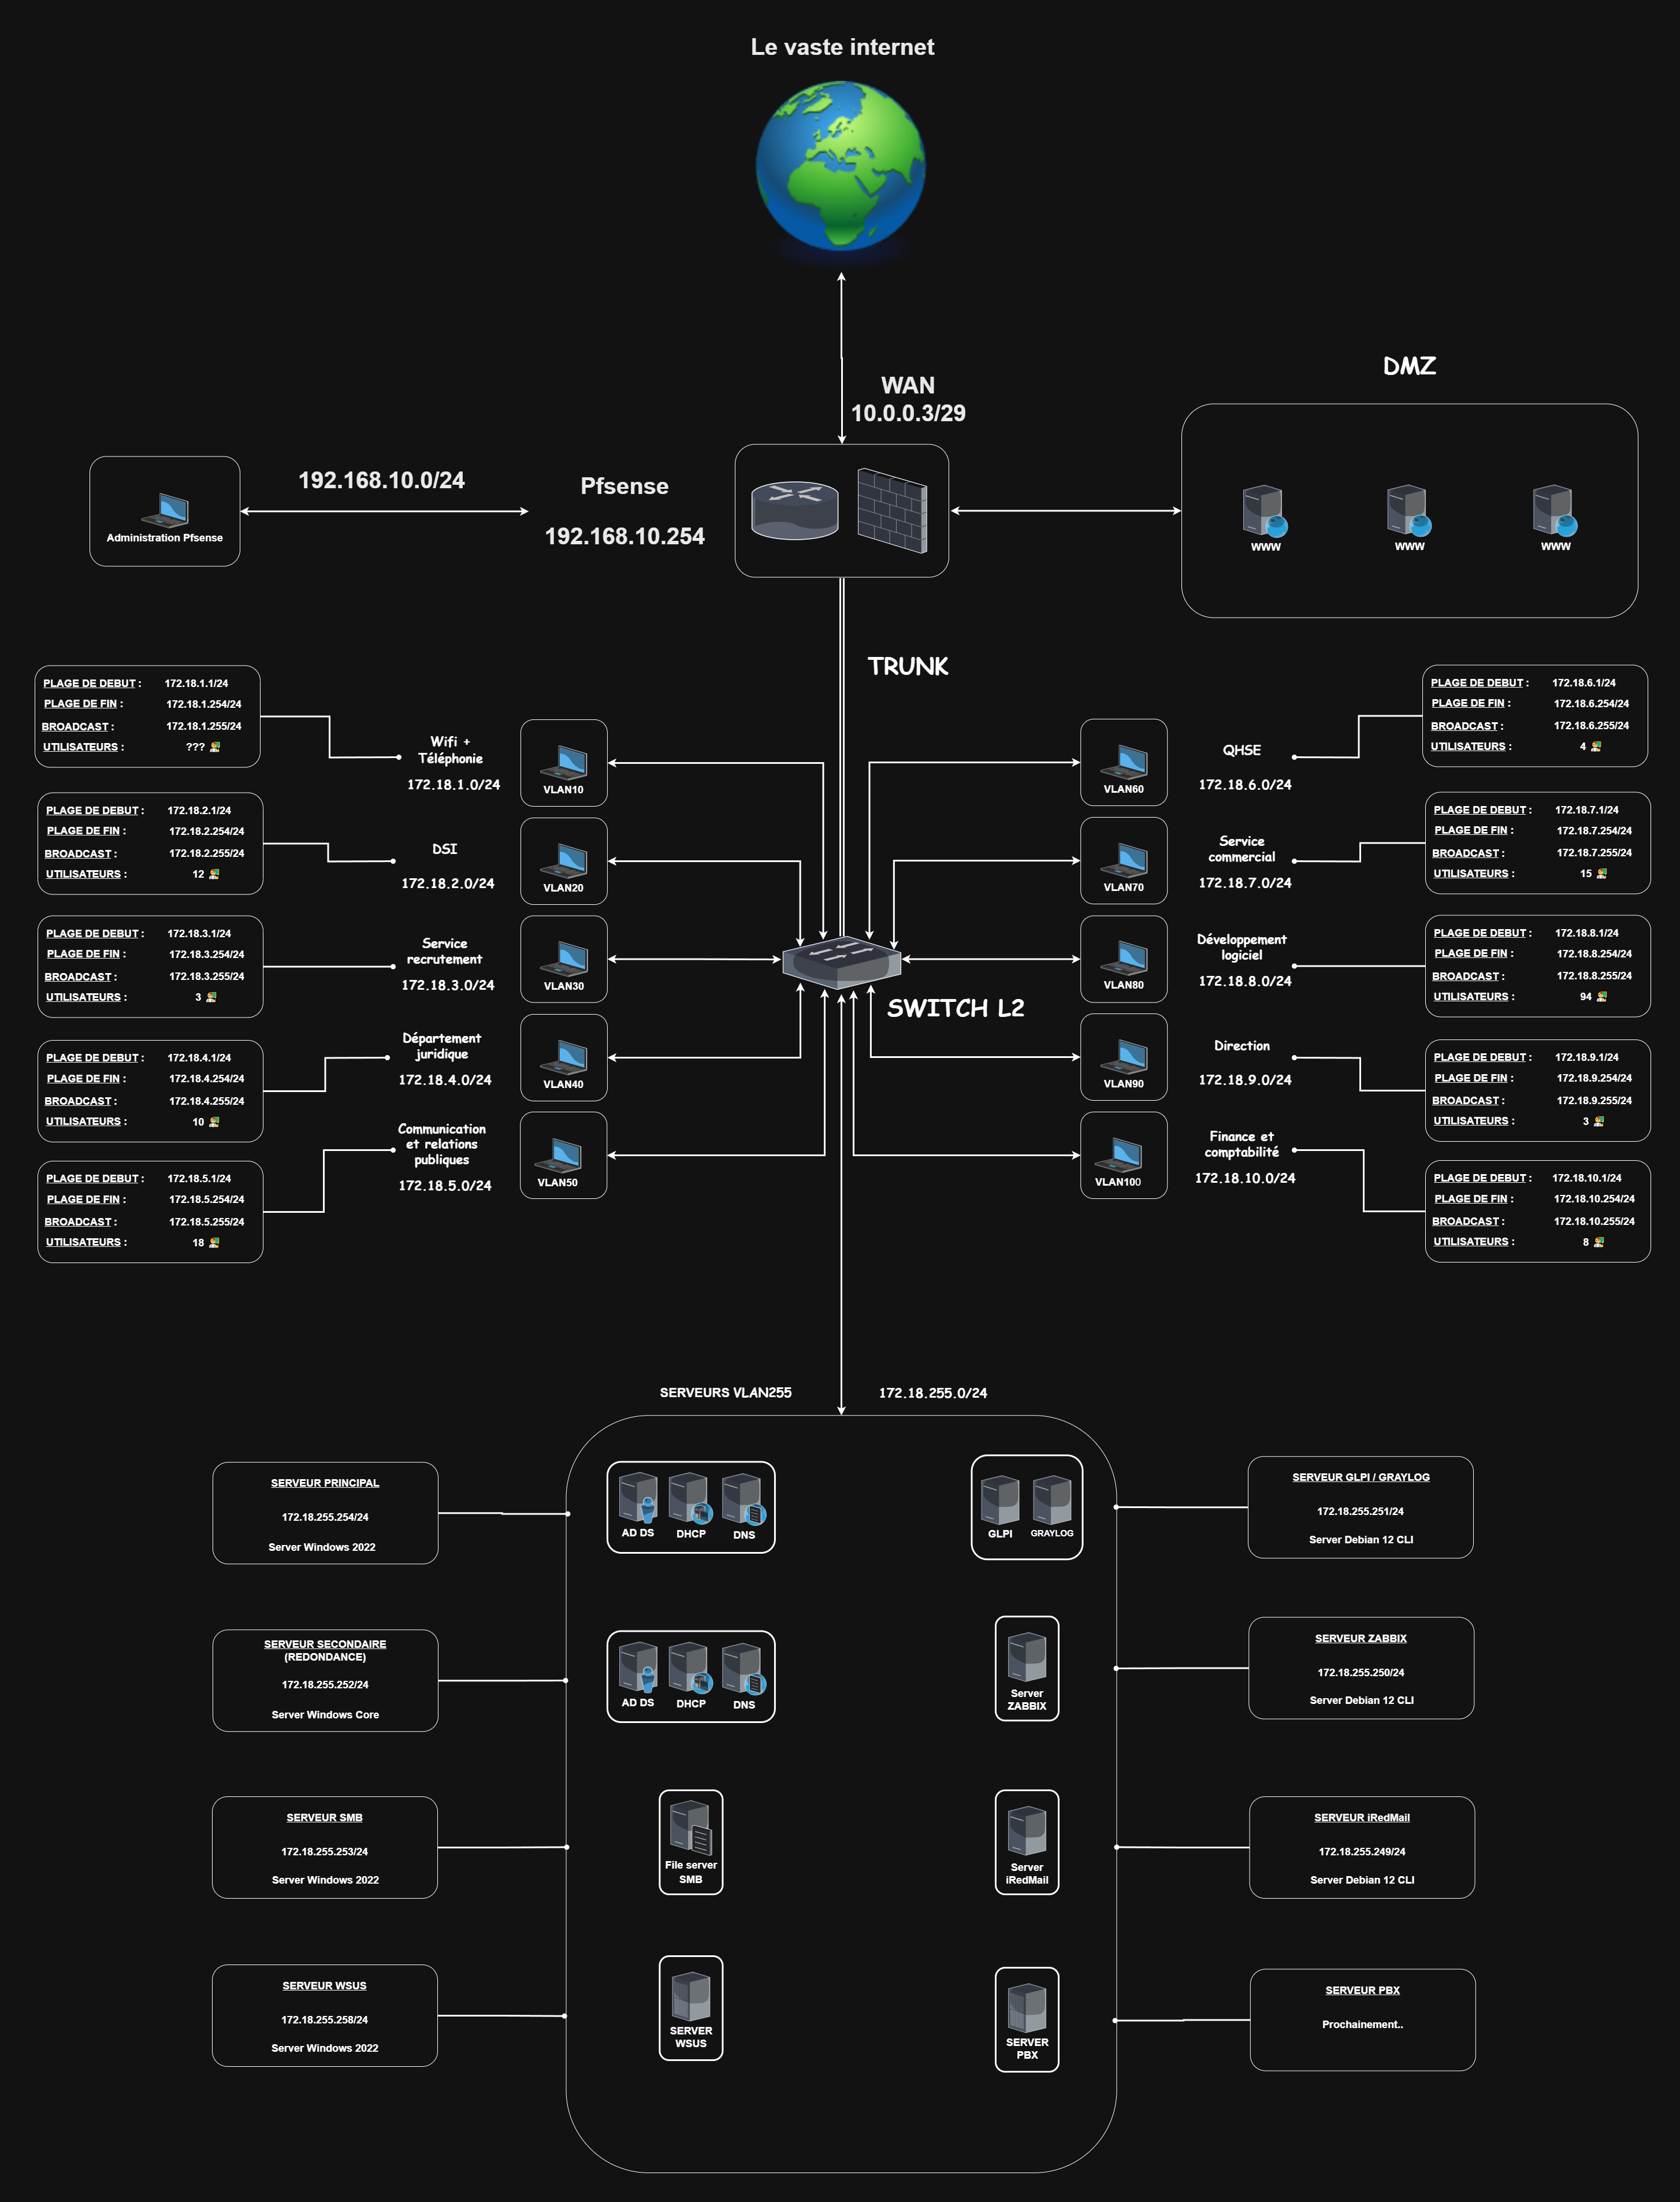 Le vaste internet
WAN
10.0.0.3/29
DMZ
Administration Pfsense
192.168.10.0/24
Pfsense
192.168.10.254
WWW
WWW
WWW
TRUNK
PLAGE DE DEBUT : 172.18.1.1/24
PLAGE DE FIN : 172.18.1.254/24
BROADCAST : 172.18.1.255/24
UTILISATEURS : ???
Wifi +
Téléphonie
172.18.1.0/24
VLAN10
PLAGE DE DEBUT : 172.18.2.1/24
PLAGE DE FIN : 172.18.2.254/24
BROADCAST : 172.18.2.255/24
UTILISATEURS : 12
DSI
172.18.2.0/24
VLAN20
PLAGE DE DEBUT : 172.18.3.1/24
PLAGE DE FIN : 172.18.3.254/24
BROADCAST : 172.18.3.255/24
UTILISATEURS : 3
Service
recrutement
172.18.3.0/24
VLAN30
PLAGE DE DEBUT : 172.18.4.1/24
PLAGE DE FIN : 172.18.4.254/24
BROADCAST : 172.18.4.255/24
UTILISATEURS : 10
Département
juridique
172.18.4.0/24
VLAN40
PLAGE DE DEBUT : 172.18.5.1/24
PLAGE DE FIN : 172.18.5.254/24
BROADCAST : 172.18.5.255/24
UTILISATEURS : 18
Communication
et relations
publiques
172.18.5.0/24
VLAN50
SWITCH L2
VLAN60
QHSE
172.18.6.0/24
PLAGE DE DEBUT : 172.18.6.1/24
PLAGE DE FIN : 172.18.6.254/24
BROADCAST : 172.18.6.255/24
UTILISATEURS : 4
VLAN70
Service
commercial
172.18.7.0/24
PLAGE DE DEBUT : 172.18.7.1/24
PLAGE DE FIN : 172.18.7.254/24
BROADCAST : 172.18.7.255/24
UTILISATEURS : 15
VLAN80
Développement
logiciel
172.18.8.0/24
PLAGE DE DEBUT : 172.18.8.1/24
PLAGE DE FIN : 172.18.8.254/24
BROADCAST : 172.18.8.255/24
UTILISATEURS : 94
VLAN90
Direction
172.18.9.0/24
PLAGE DE DEBUT : 172.18.9.1/24
PLAGE DE FIN : 172.18.9.254/24
BROADCAST : 172.18.9.255/24
UTILISATEURS : 3
VLAN100
Finance et
comptabilité
172.18.10.0/24
PLAGE DE DEBUT : 172.18.10.1/24
PLAGE DE FIN : 172.18.10.254/24
BROADCAST : 172.18.10.255/24
UTILISATEURS : 8
SERVEURS VLAN255 172.18.255.0/24
SERVEUR PRINCIPAL
172.18.255.254/24
Server Windows 2022
AD DS DHCP DNS
GLPI GRAYLOG
SERVEUR GLPI / GRAYLOG
172.18.255.251/24
Server Debian 12 CLI
SERVEUR SECONDAIRE
(REDONDANCE)
172.18.255.252/24
Server Windows Core
AD DS DHCP DNS
Server
ZABBIX
SERVEUR ZABBIX
172.18.255.250/24
Server Debian 12 CLI
SERVEUR SMB
172.18.255.253/24
Server Windows 2022
File server
SMB
Server
iRedMail
SERVEUR iRedMail
172.18.255.249/24
Server Debian 12 CLI
SERVEUR WSUS
172.18.255.258/24
Server Windows 2022
SERVER
WSUS
SERVER
PBX
SERVEUR PBX
Prochainement..